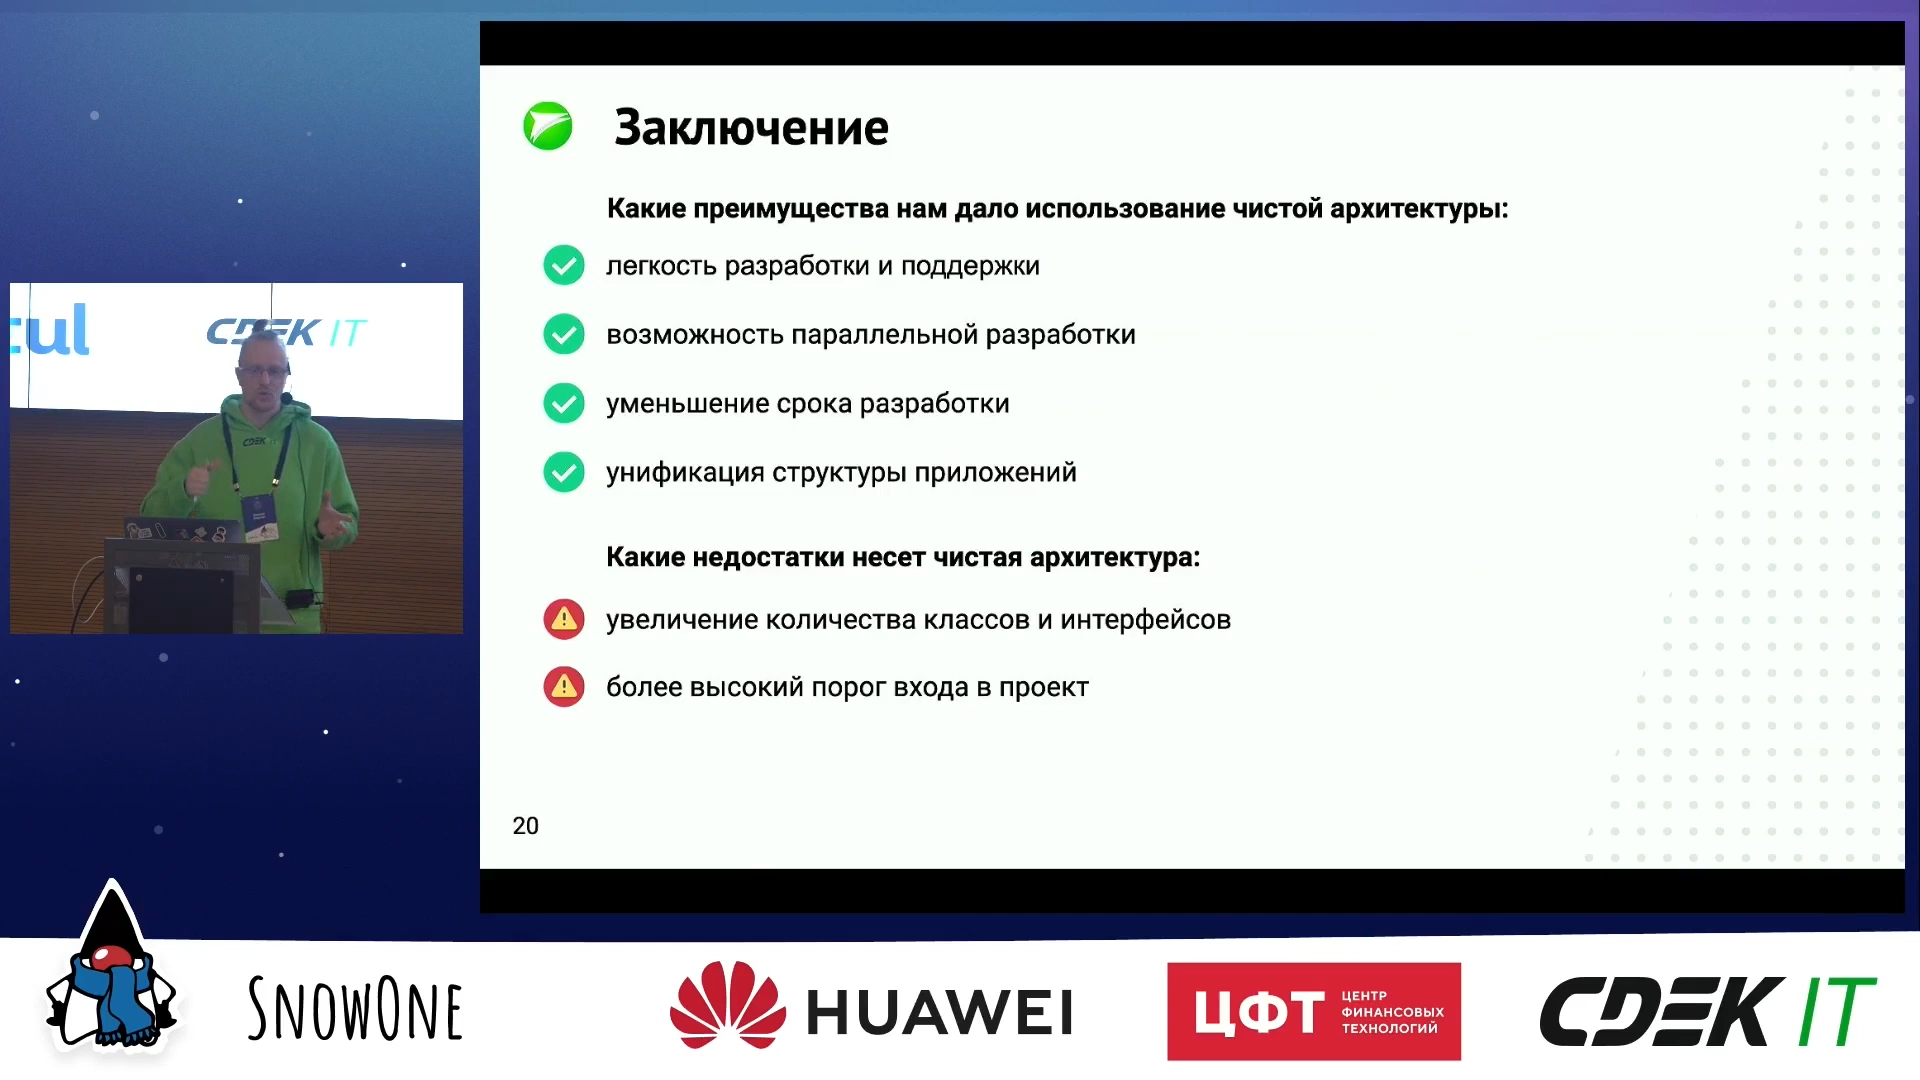 Заключение
Какие преимущества нам дало использование чистой архитектуры:
легкость разработки и поддержки
возможность параллельной разработки
уменьшение срока разработки
унификация структуры приложений
Какие недостатки несет чистая архитектура:
увеличение количества классов и интерфейсов
более высокий порог входа в проект
20
cul
CDEK IT
CDEK
SNOWONE
HUAWEI
ЦФТ
ЦЕНТР
ФИНАНСОВЫХ
ТЕХНОЛОГИЙ
CDEK IT